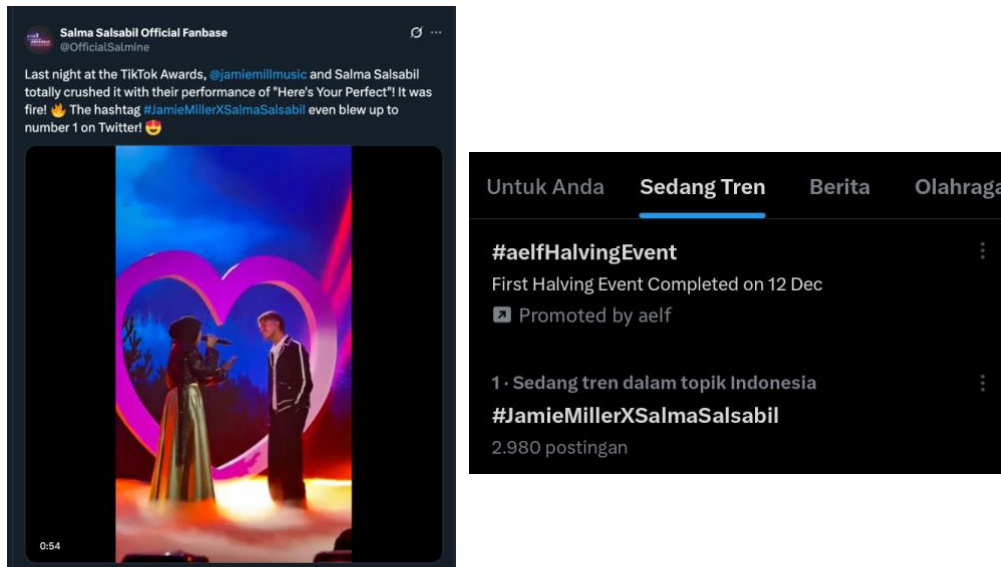 Salma Salsabil Official Fanbase
@OfficialSalmine
Last night at the TikTok Awards, @jamiemillmusic and Salma Salsabil
totally crushed it with their performance of "Here's Your Perfect"! It was
fire! 🔥 The hashtag #JamieMillerXSalmaSalsabil even blew up to
number 1 on Twitter! 😍
0:54
Untuk Anda Sedang Tren Berita Olahraga
#aelfHalvingEvent
First Halving Event Completed on 12 Dec
Promoted by aelf
1 · Sedang tren dalam topik Indonesia
#JamieMillerXSalmaSalsabil
2.980 postingan